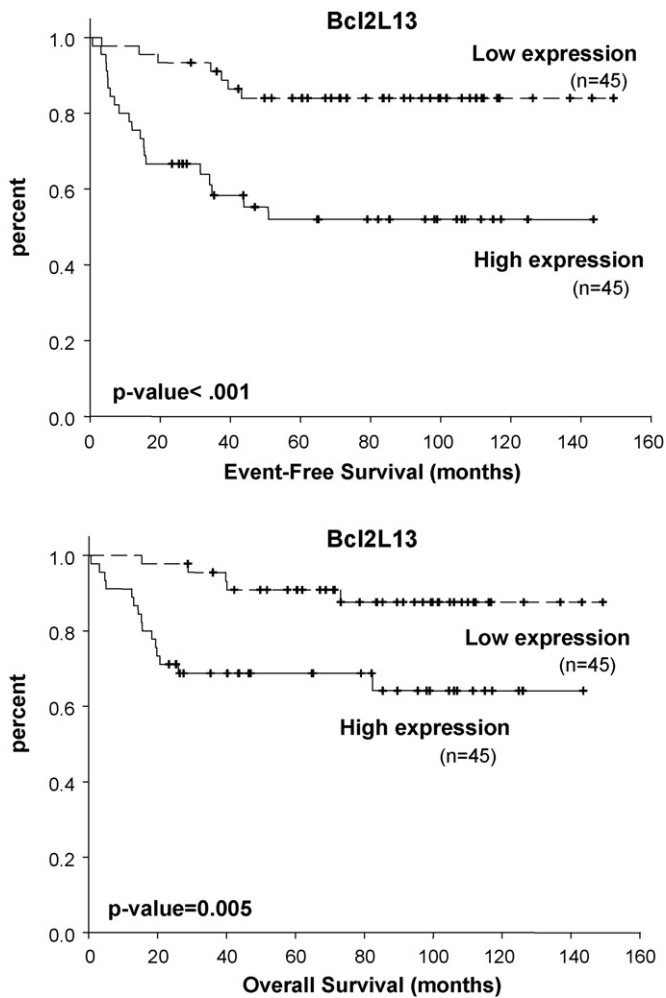 Bcl2L13
1.0
0.8
0.6
0.4
0.2
0.0
percent
Low expression
(n=45)
High expression
(n=45)
p-value< .001
0 20 40 60 80 100 120 140 160
Event-Free Survival (months)
Bcl2L13
1.0
0.8
0.6
0.4
0.2
0.0
percent
Low expression
(n=45)
High expression
(n=45)
p-value=0.005
0 20 40 60 80 100 120 140 160
Overall Survival (months)